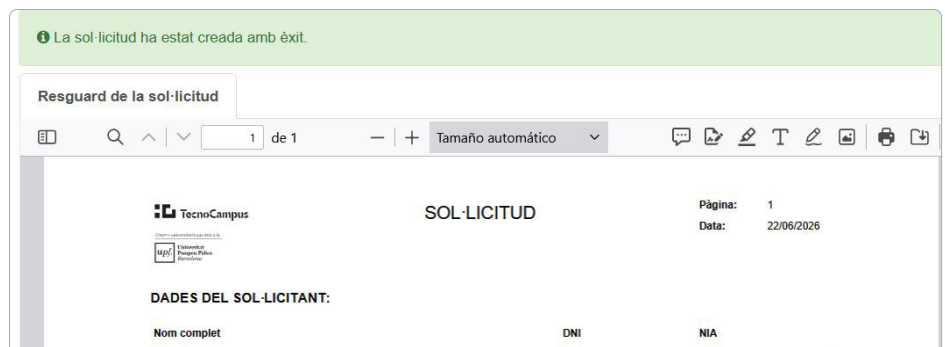 La sol·licitud ha estat creada amb èxit.
Resguard de la sol·licitud
1 de 1
Tamaño automático
TecnoCampus
SOL·LICITUD
Pàgina: 1
Data: 22/06/2026
upf. Universitat
Pompeu Fabra
Barcelona
DADES DEL SOL·LICITANT:
Nom complet DNI NIA